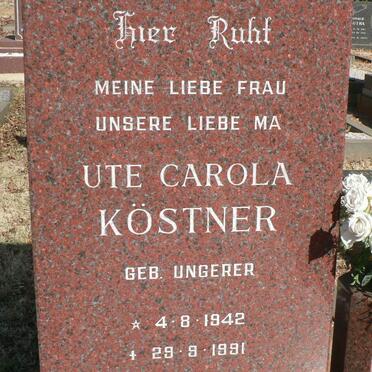 Hier Ruht
MEINE LIEBE FRAU
UNSERE LIEBE MA
UTE CAROLA
KÖSTNER
GEB. UNGERER
☆ 4-8-1942
✝ 29-9-1991